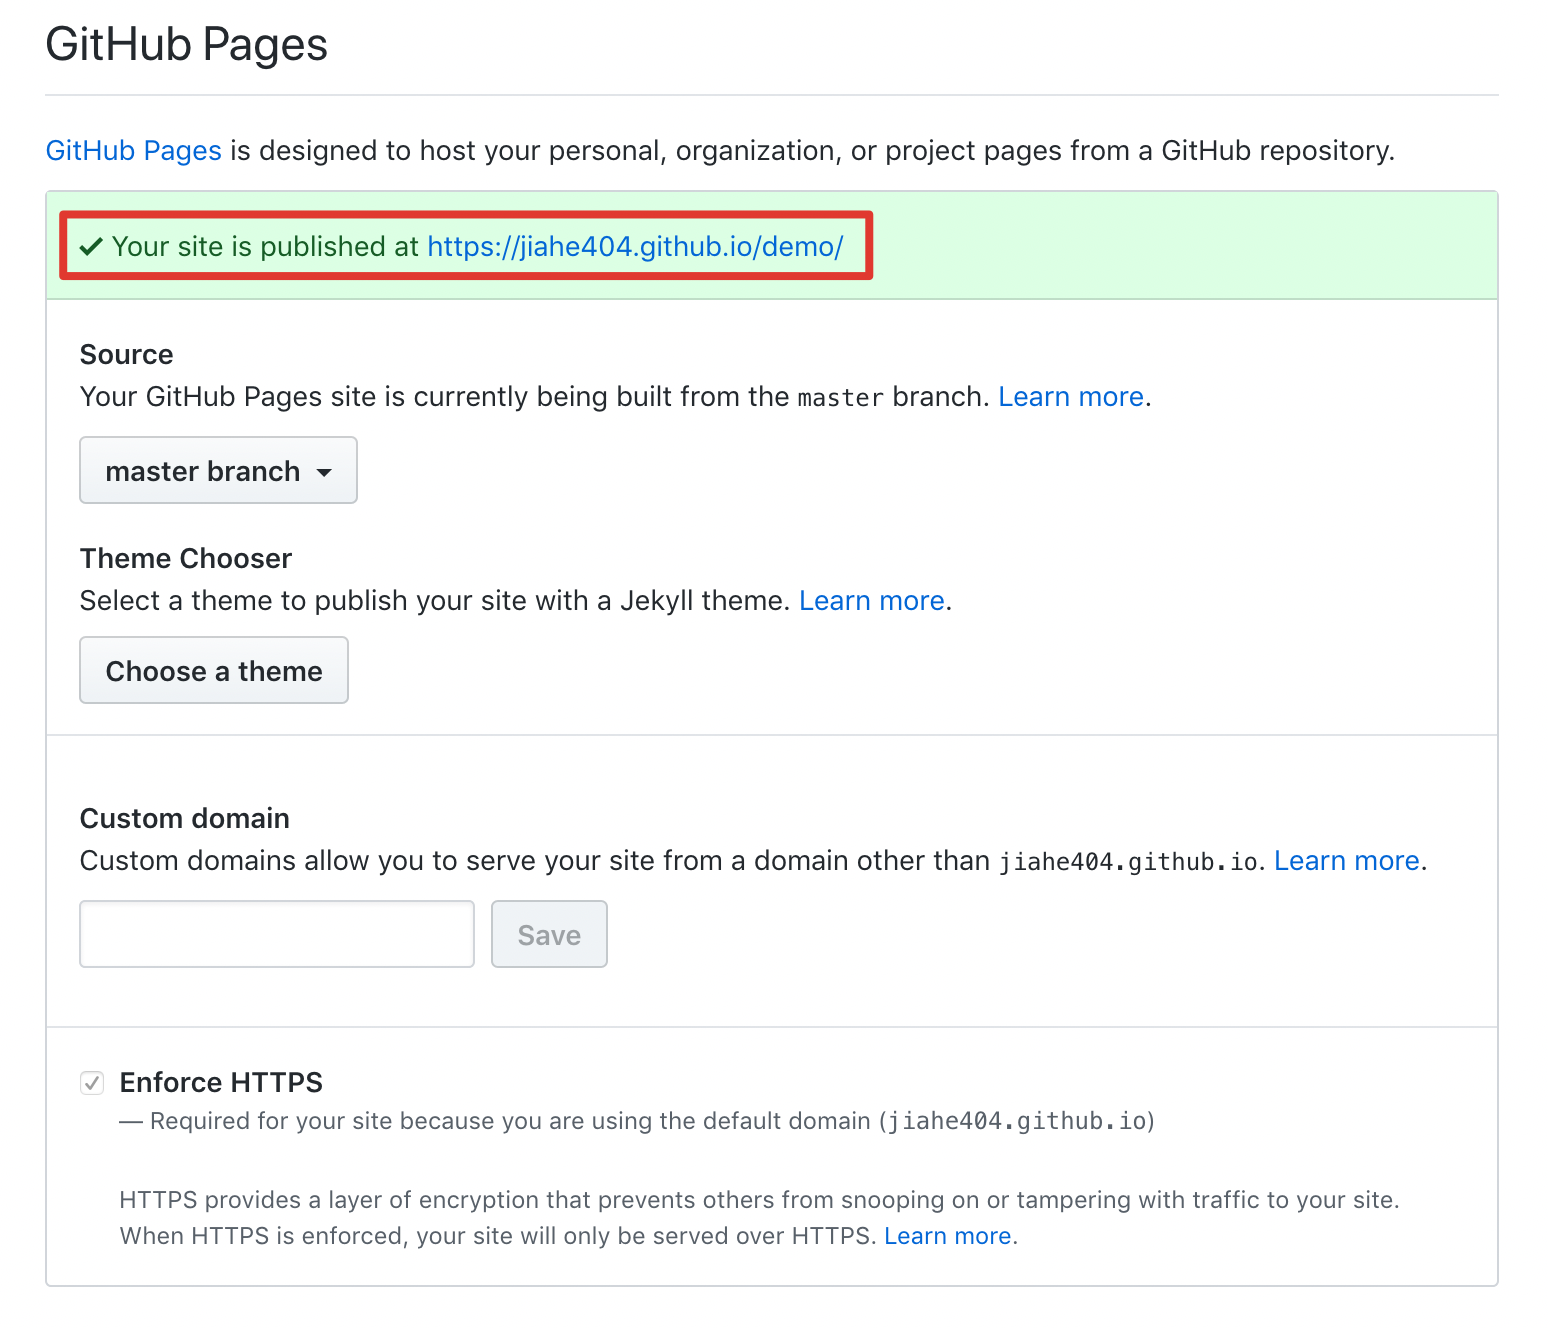 GitHub Pages
GitHub Pages is designed to host your personal, organization, or project pages from a GitHub repository.
Your site is published at https://jiahe404.github.io/demo/
Source
Your GitHub Pages site is currently being built from the master branch. Learn more.
master branch
Theme Chooser
Select a theme to publish your site with a Jekyll theme. Learn more.
Choose a theme
Custom domain
Custom domains allow you to serve your site from a domain other than jiahe404.github.io. Learn more.
Save
Enforce HTTPS
— Required for your site because you are using the default domain (jiahe404.github.io)
HTTPS provides a layer of encryption that prevents others from snooping on or tampering with traffic to your site.
When HTTPS is enforced, your site will only be served over HTTPS. Learn more.